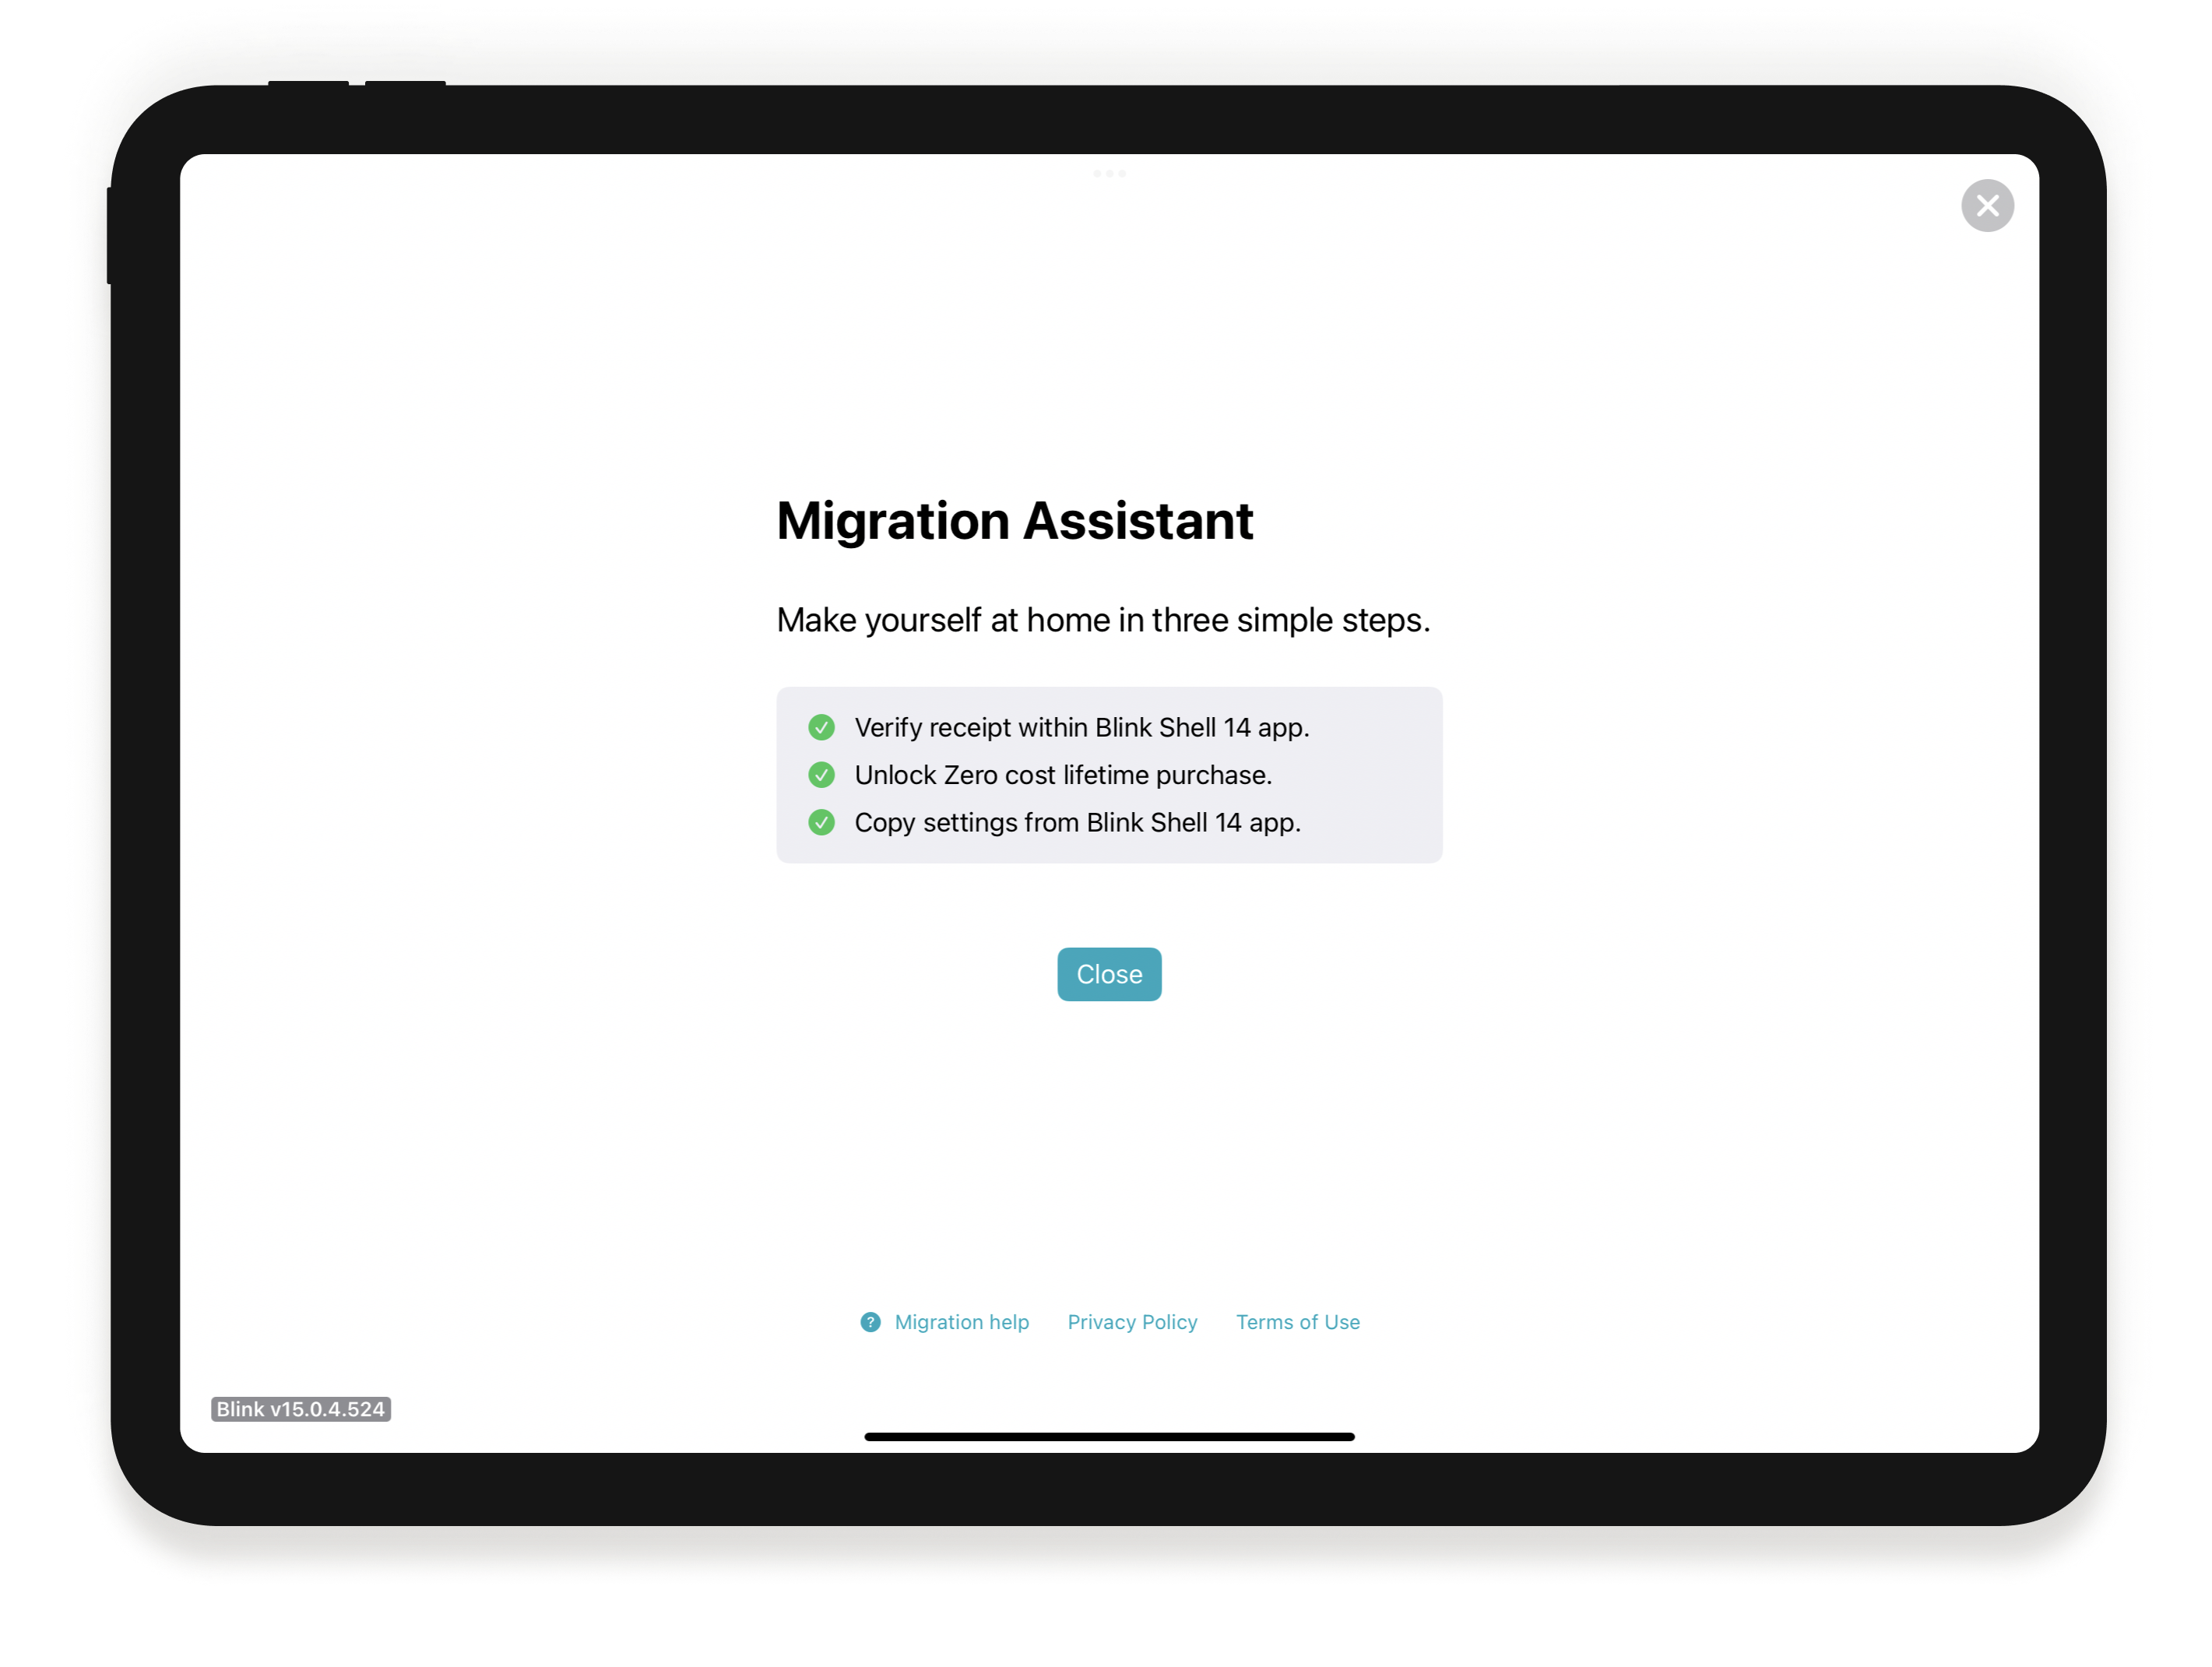 Migration Assistant
Make yourself at home in three simple steps.
Verify receipt within Blink Shell 14 app.
Unlock Zero cost lifetime purchase.
Copy settings from Blink Shell 14 app.
Close
? Migration help Privacy Policy Terms of Use
Blink v15.0.4.524